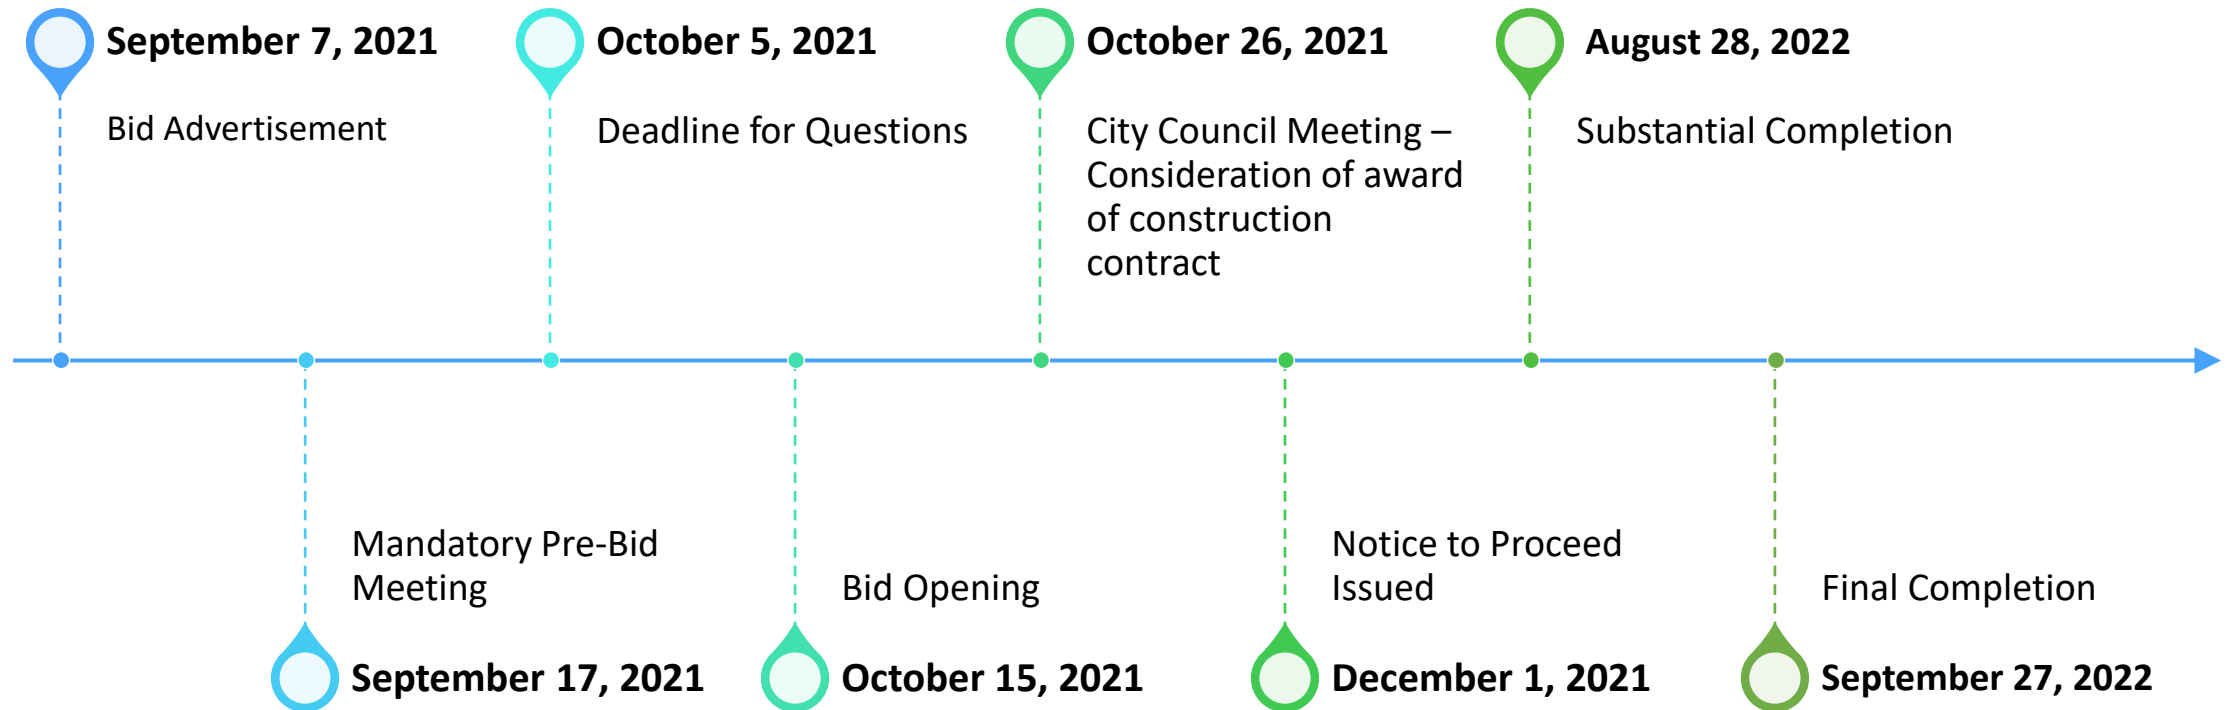 September 7, 2021
Bid Advertisement
Mandatory Pre-Bid
Meeting
September 17, 2021
October 5, 2021
Deadline for Questions
Bid Opening
October 15, 2021
October 26, 2021
City Council Meeting –
Consideration of award
of construction
contract
Notice to Proceed
Issued
December 1, 2021
August 28, 2022
Substantial Completion
Final Completion
September 27, 2022